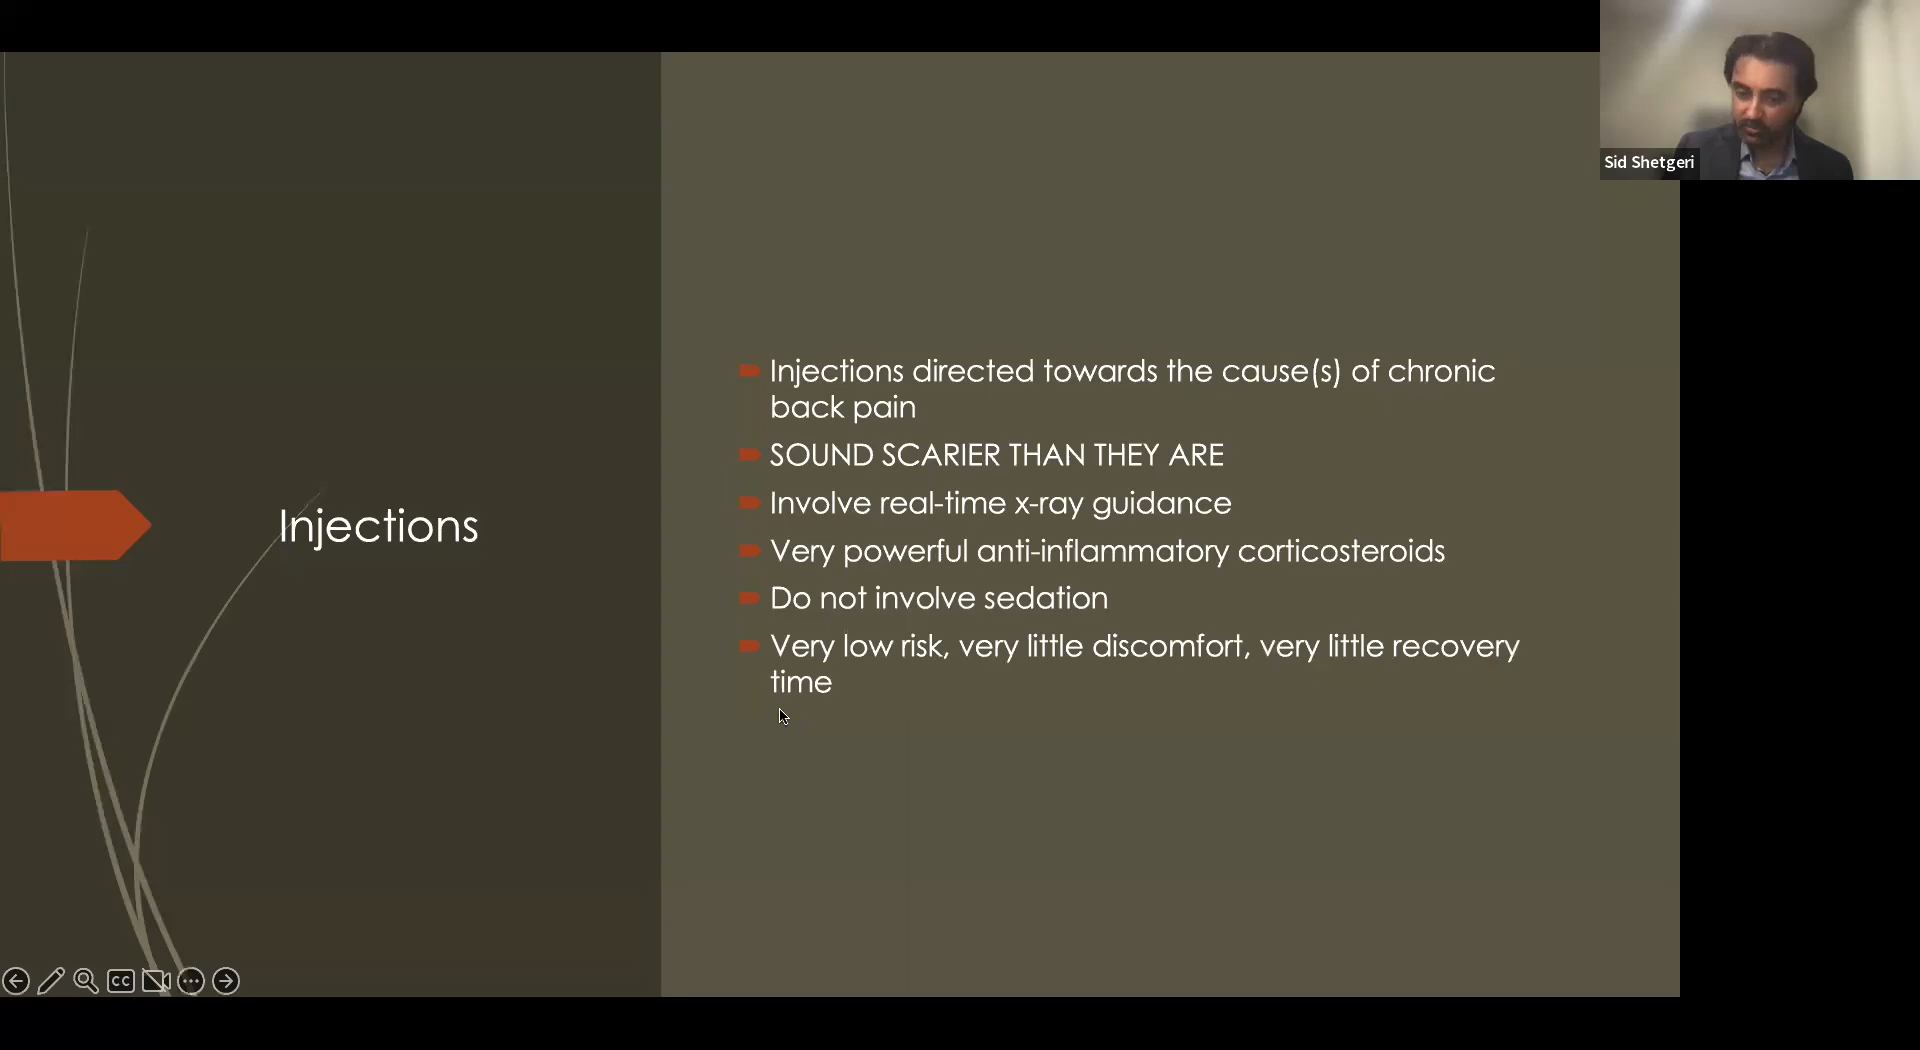 Sid Shetgeri
Injections
Injections directed towards the cause(s) of chronic
back pain
SOUND SCARIER THAN THEY ARE
Involve real-time x-ray guidance
Very powerful anti-inflammatory corticosteroids
Do not involve sedation
Very low risk, very little discomfort, very little recovery
time
CC